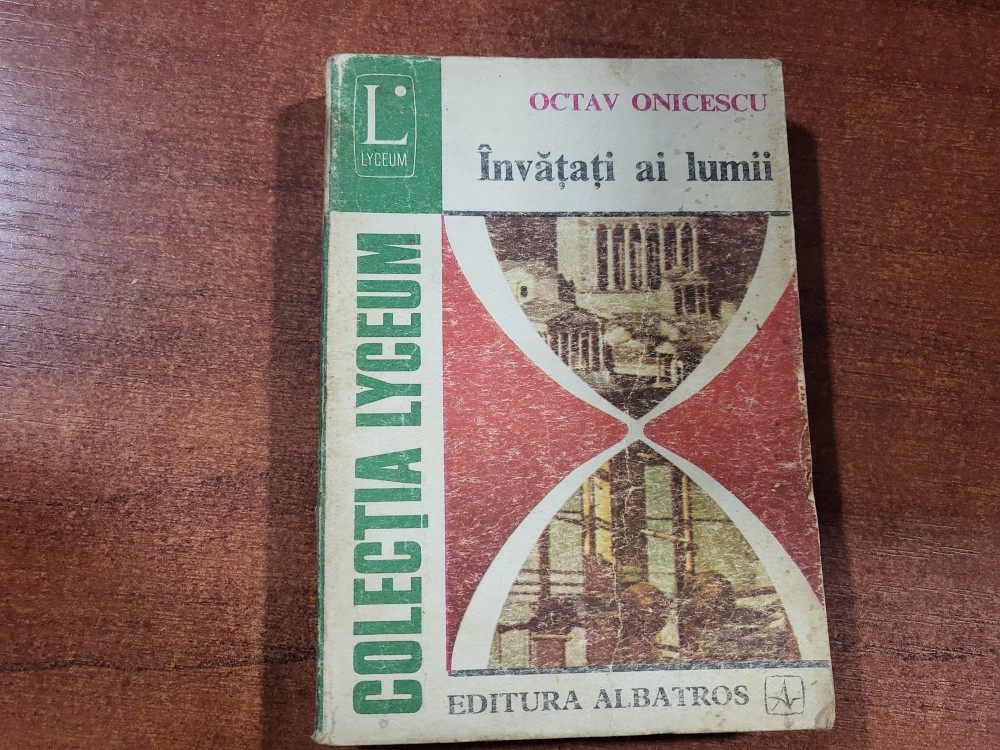 L
LYCEUM
OCTAV ONICESCU
Învățați ai lumii
COLECȚIA LYCEUM
EDITURA ALBATROS